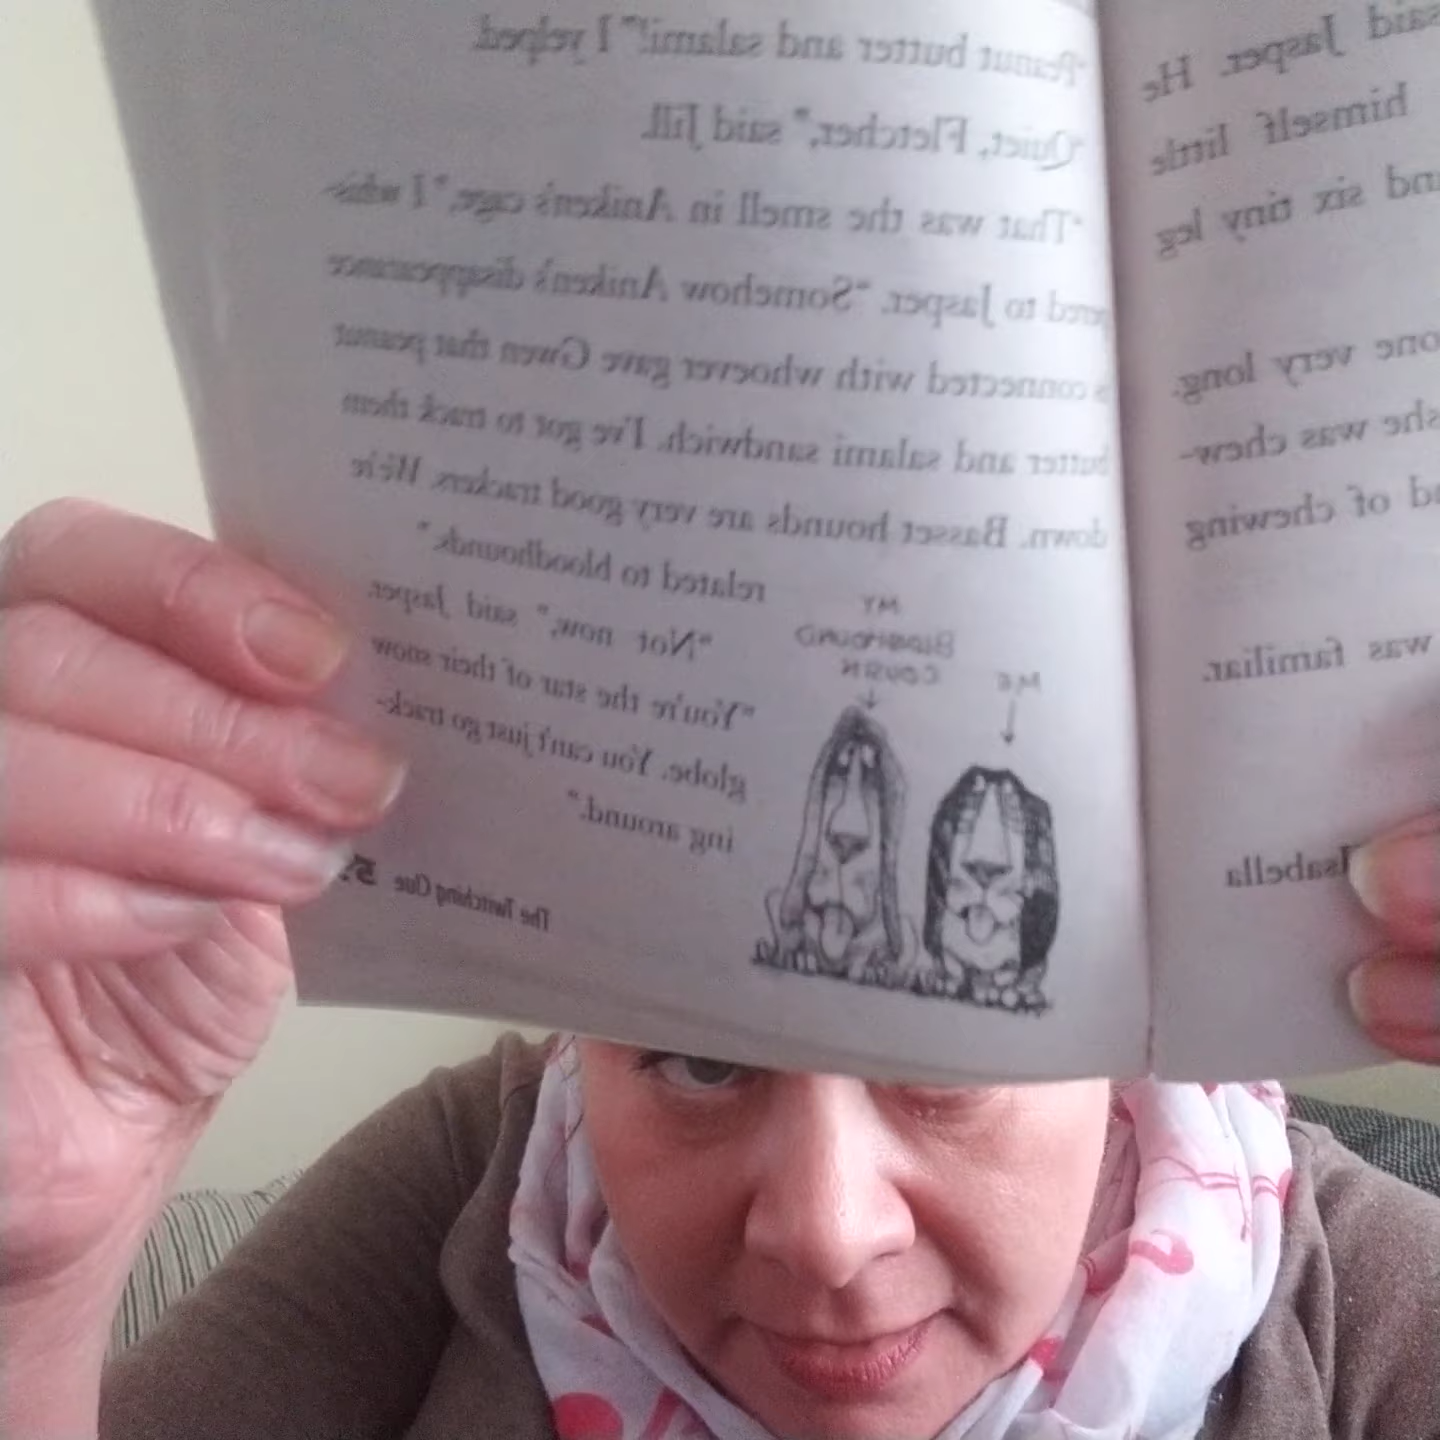 said Jasper. He
himself little
and six tiny leg
one very long.
she was chew-
of chewing
was familiar.
Isabella
"Peanut butter and salami!" I yelped.
"Quiet, Fletcher," said Jill.
"That was the smell in Aniken's cage," I whis-
pered to Jasper. "Somehow Aniken's disappearance
is connected with whoever gave Gwen that peanut
butter and salami sandwich. I've got to track them
down. Basset hounds are very good trackers. We're
related to bloodhounds."
"Not now," said Jasper.
"You're the star of their snow
globe. You can't just go track-
ing around."
MY
BLOODHOUND
COUSIN
ME
The Twitching Clue